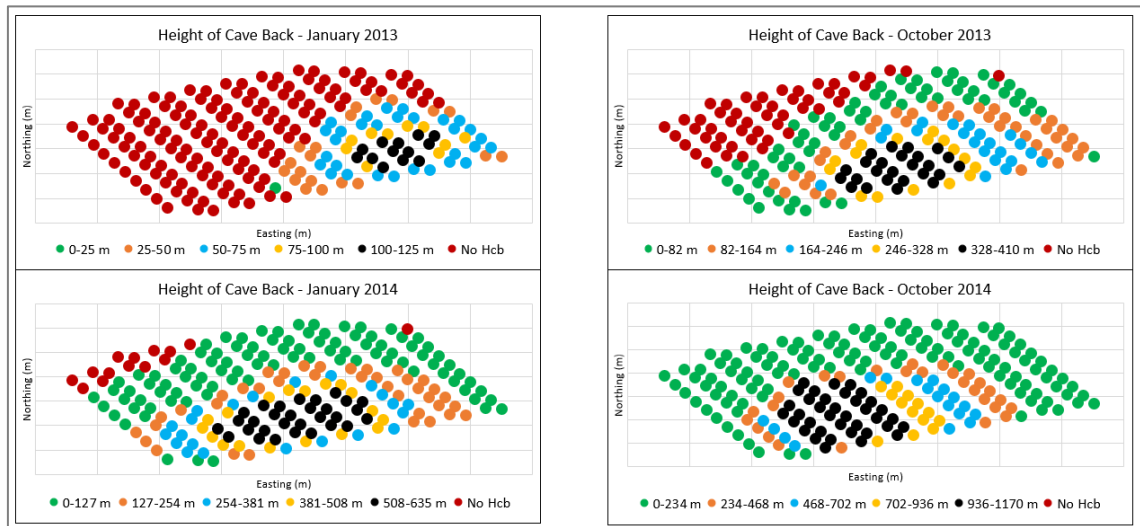 Height of Cave Back - January 2013
Northing (m)
Easting (m)
0-25 m 25-50 m 50-75 m 75-100 m 100-125 m No Hcb
Height of Cave Back - October 2013
Northing (m)
Easting (m)
0-82 m 82-164 m 164-246 m 246-328 m 328-410 m No Hcb
Height of Cave Back - January 2014
Northing (m)
Easting (m)
0-127 m 127-254 m 254-381 m 381-508 m 508-635 m No Hcb
Height of Cave Back - October 2014
Northing (m)
Easting (m)
0-234 m 234-468 m 468-702 m 702-936 m 936-1170 m No Hcb